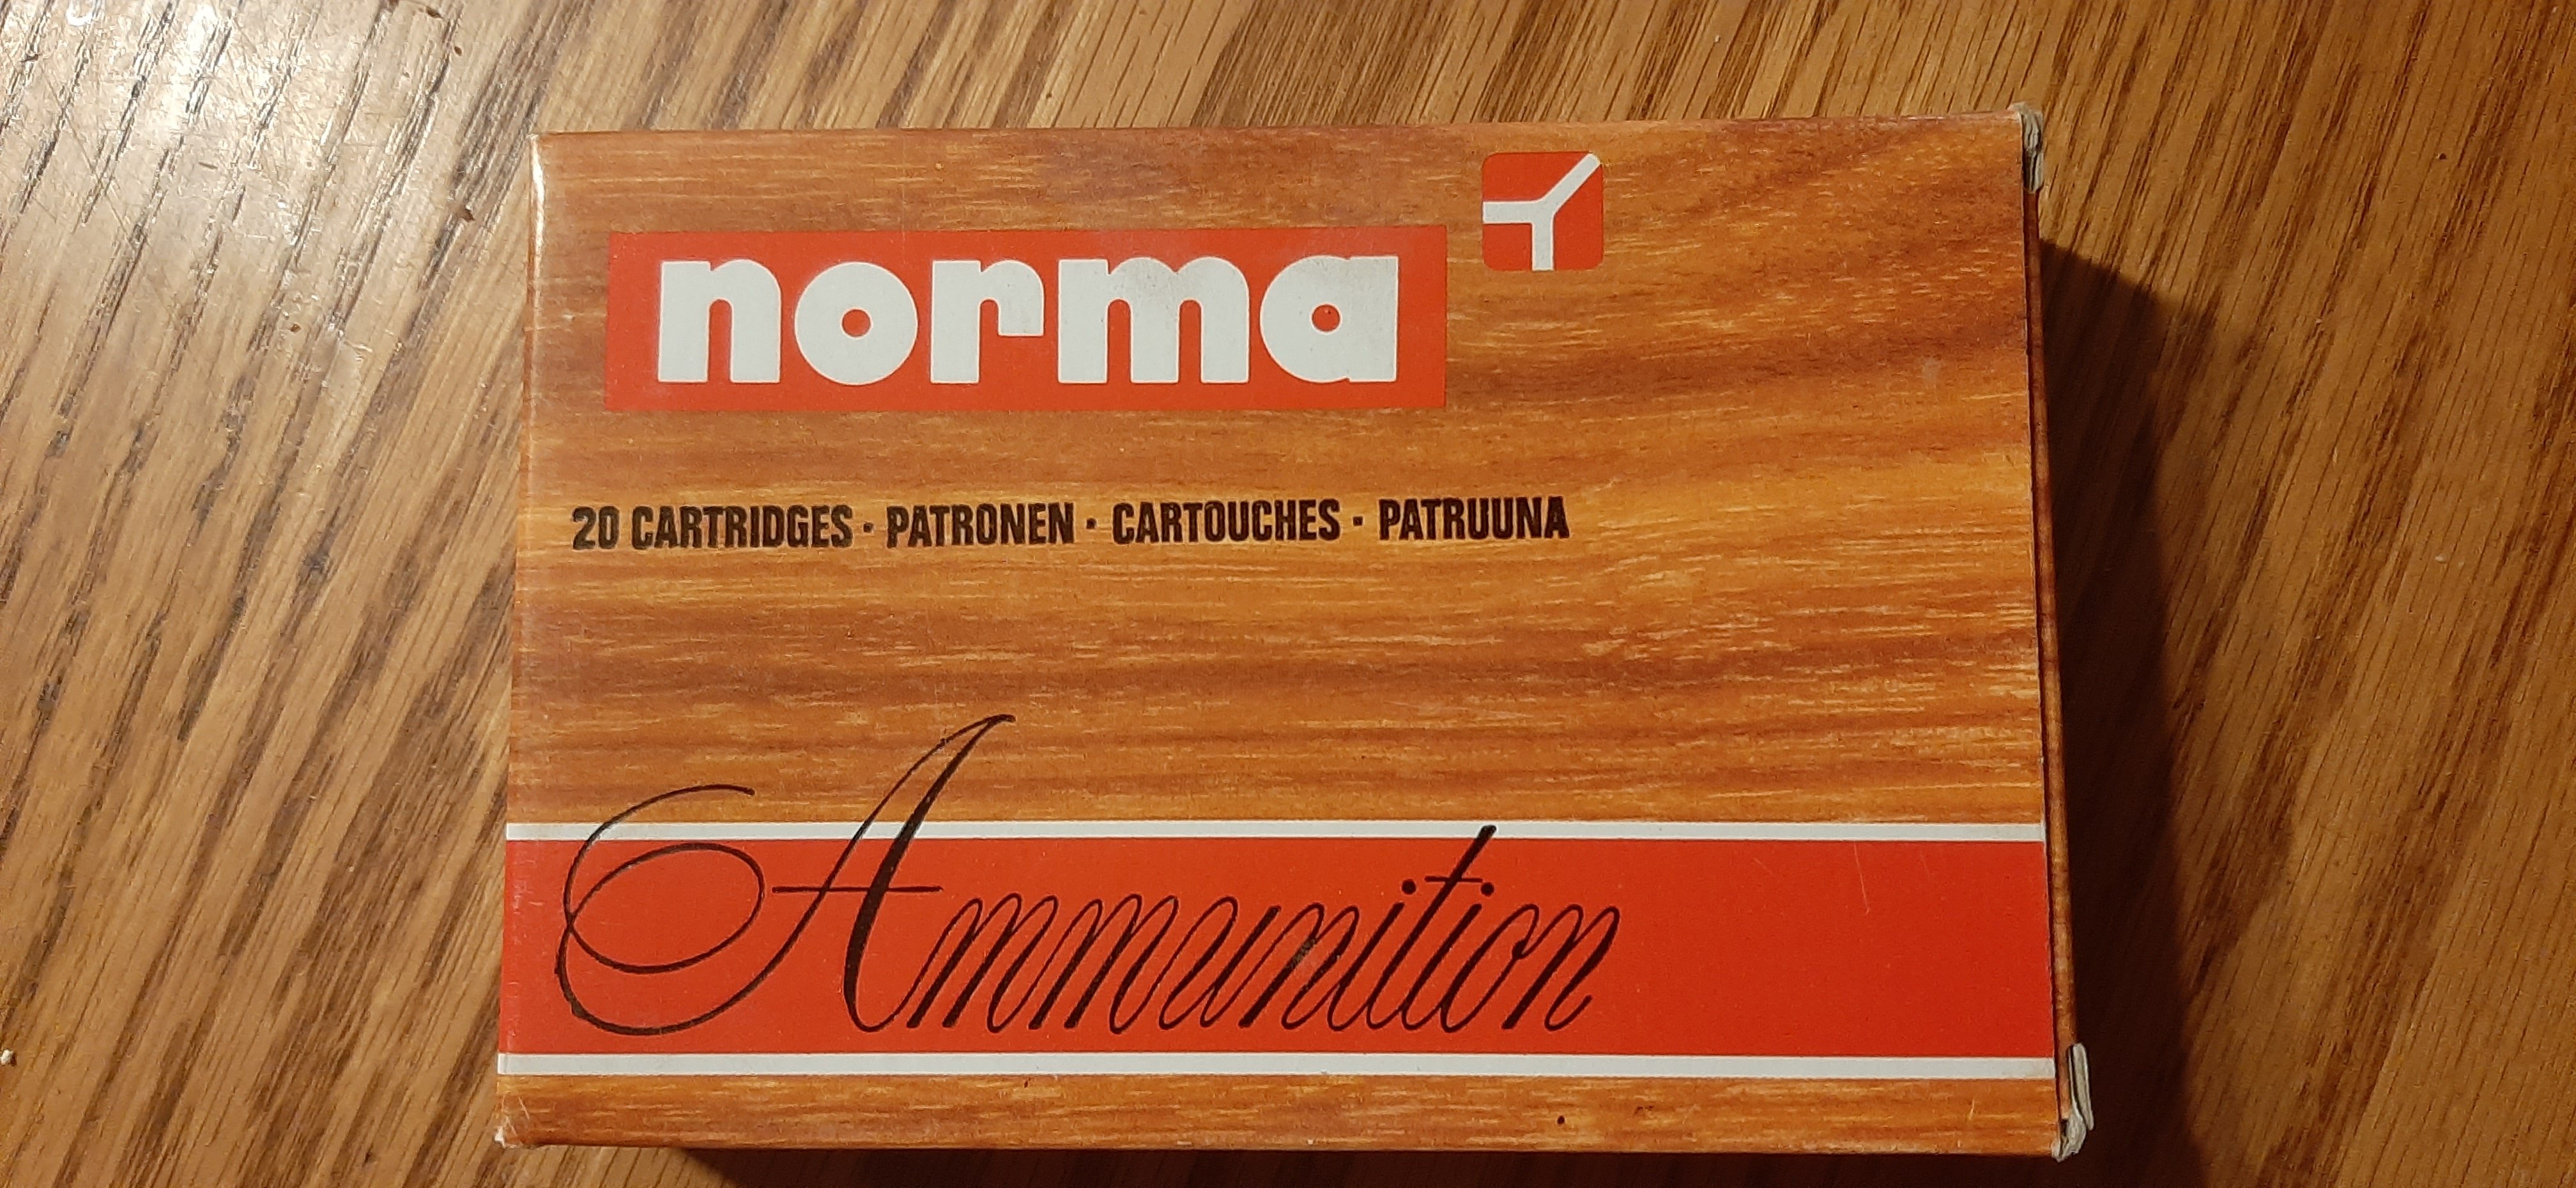 norma
20 CARTRIDGES · PATRONEN · CARTOUCHES · PATRUUNA
Ammunition